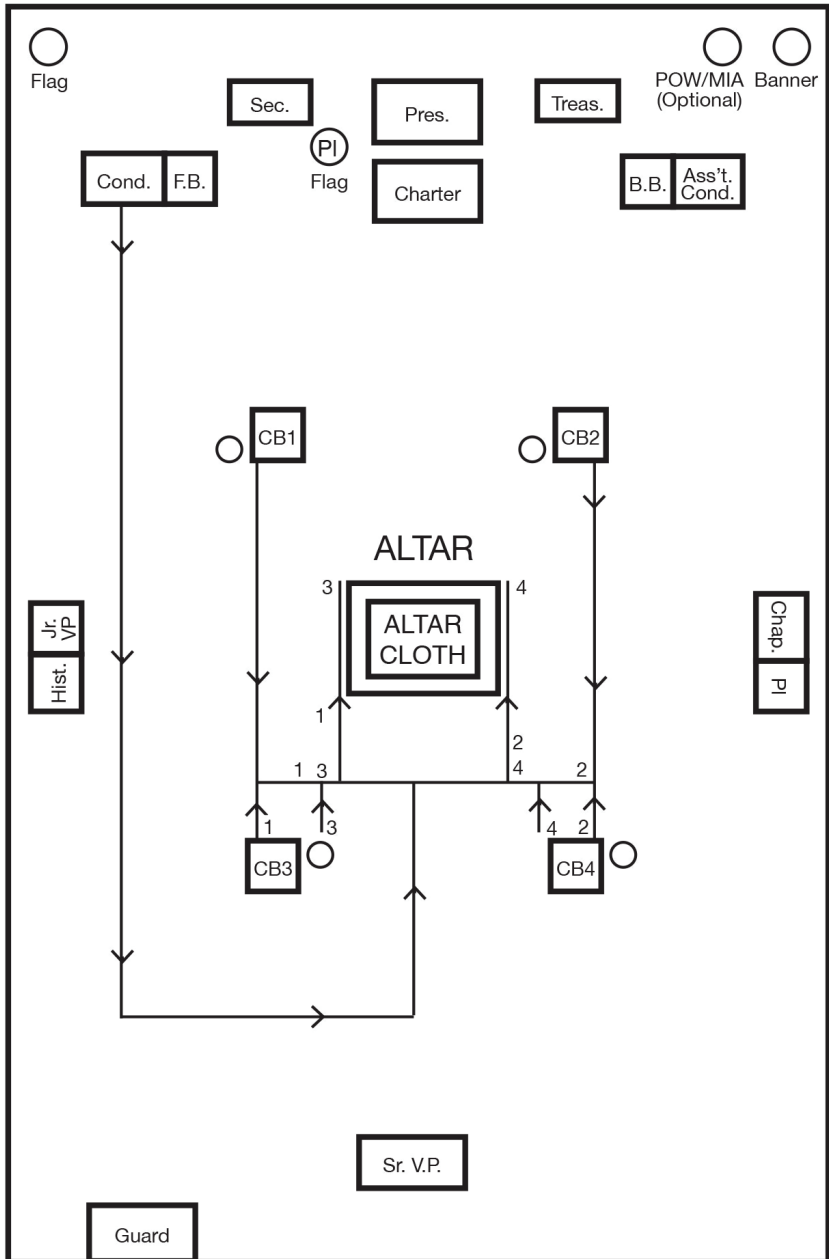 Flag
POW/MIA
(Optional)
Banner
Sec.
Pres.
Treas.
PI
Flag
Charter
Cond.
F.B.
B.B.
Ass't.
Cond.
CB1
CB2
ALTAR
3
4
ALTAR
CLOTH
Jr.
VP
Hist.
Chap.
PI
1
2
1
3
4
2
1
3
4
2
CB3
CB4
Sr. V.P.
Guard